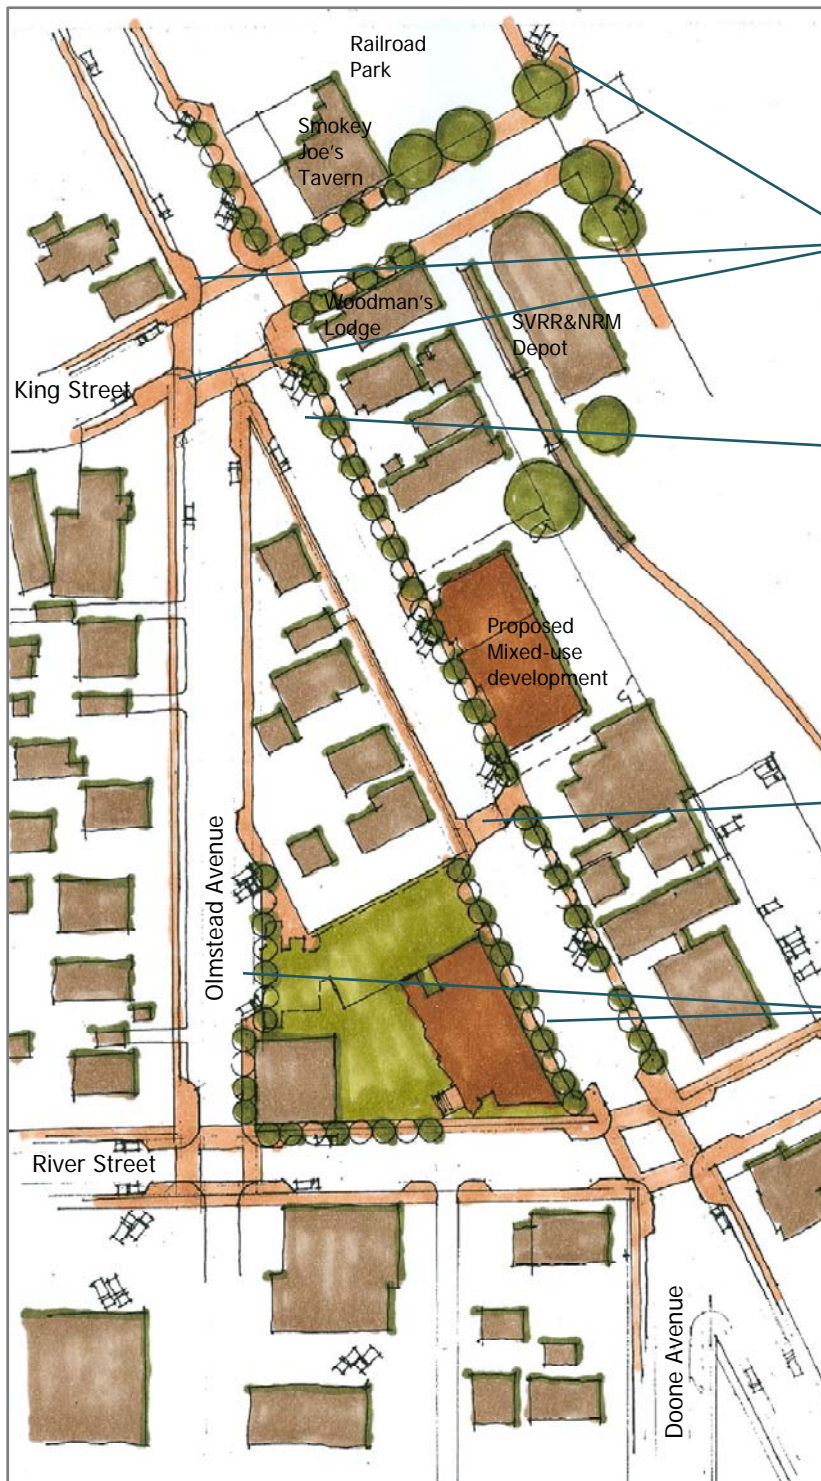 Railroad
Park
Smokey
Joe's
Tavern
Woodman's
Lodge
SVRR&NRM
Depot
King Street
Proposed
Mixed-use
development
Olmstead Avenue
River Street
Doone Avenue